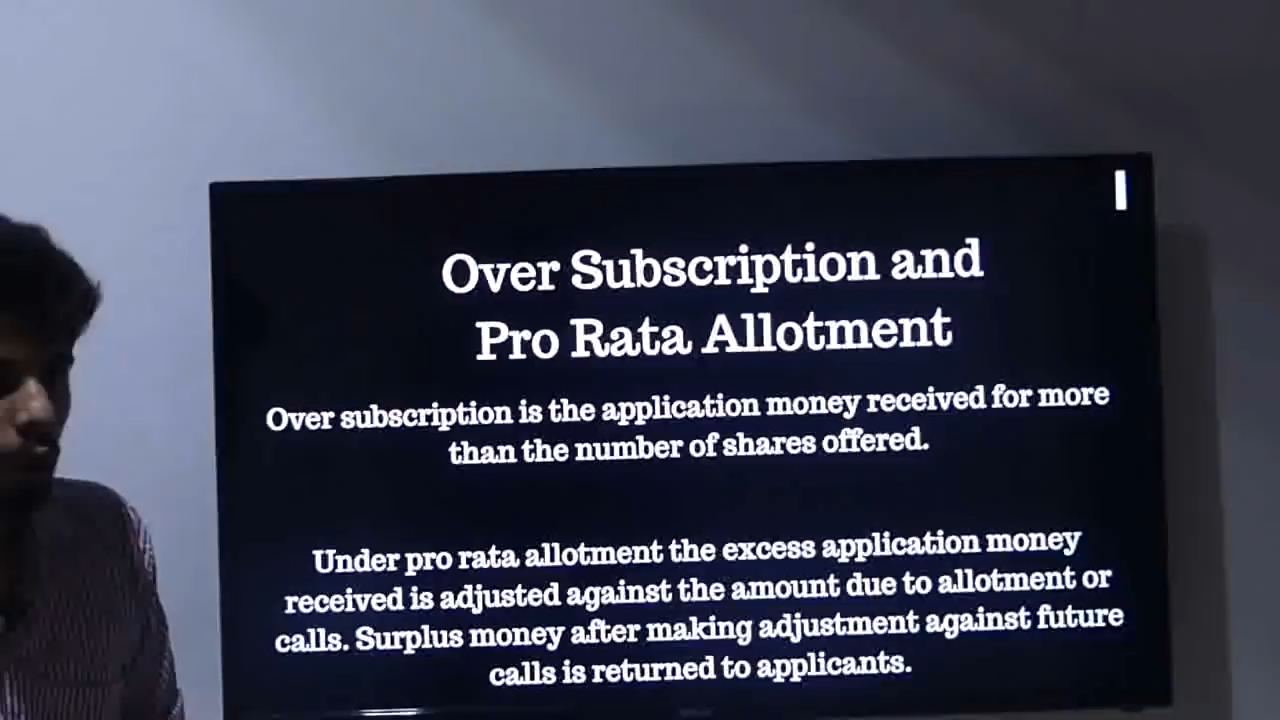 Over Subscription and
Pro Rata Allotment
Over subscription is the application money received for more
than the number of shares offered.
Under pro rata allotment the excess application money
received is adjusted against the amount due to allotment or
calls. Surplus money after making adjustment against future
calls is returned to applicants.